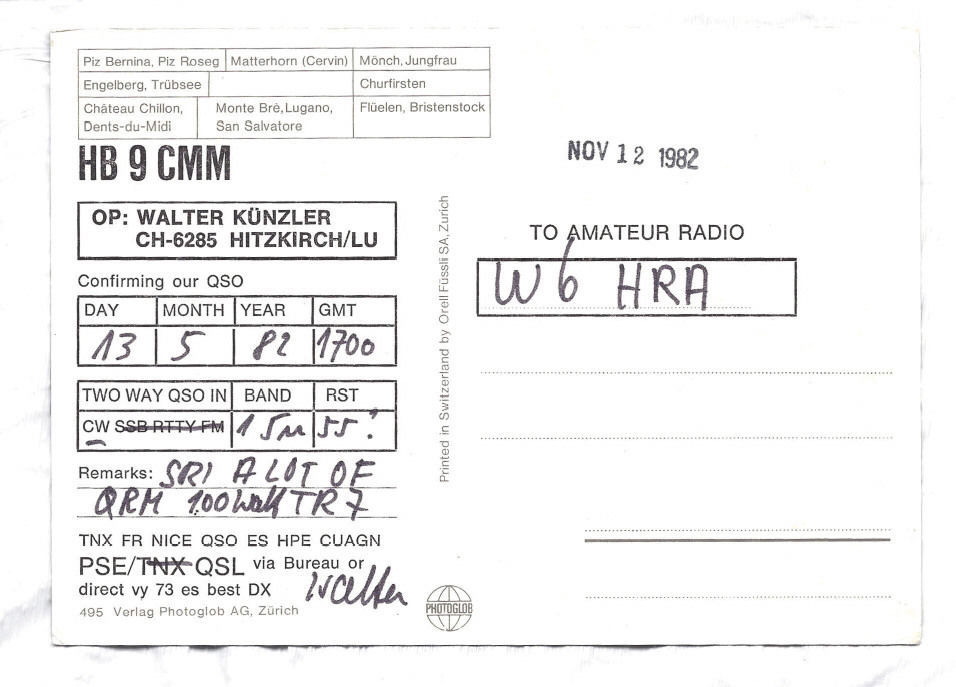 Piz Bernina, Piz Roseg Matterhorn (Cervin) Mönch, Jungfrau
Engelberg, Trübsee Churfirsten
Château Chillon, Monte Brè, Lugano, Flüelen, Bristenstock
Dents-du-Midi San Salvatore
HB 9 CMM
OP: WALTER KÜNZLER
CH-6285 HITZKIRCH/LU
Confirming our QSO
DAY MONTH YEAR GMT
13 5 82 1700
TWO WAY QSO IN BAND RST
CW SSB RTTY FM 15m 55?
Remarks: SRI A LOT OF
QRM 100Watt TR7
TNX FR NICE QSO ES HPE CUAGN
PSE/TNX QSL via Bureau or
direct vy 73 es best DX Walter
495 Verlag Photoglob AG, Zürich
Printed in Switzerland by Orell Füssli SA, Zurich
PHOTOGLOB
NOV 12 1982
TO AMATEUR RADIO
W6 HRA